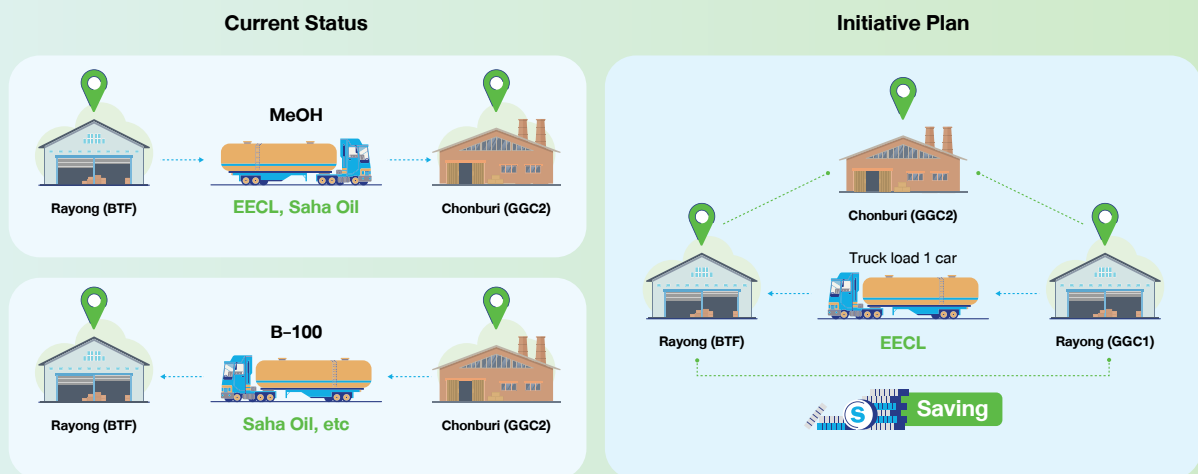 Current Status
MeOH
EECL, Saha Oil
Rayong (BTF)
Chonburi (GGC2)
B-100
Saha Oil, etc
Rayong (BTF)
Chonburi (GGC2)
Initiative Plan
Chonburi (GGC2)
Truck load 1 car
EECL
Rayong (BTF)
Rayong (GGC1)
S
Saving